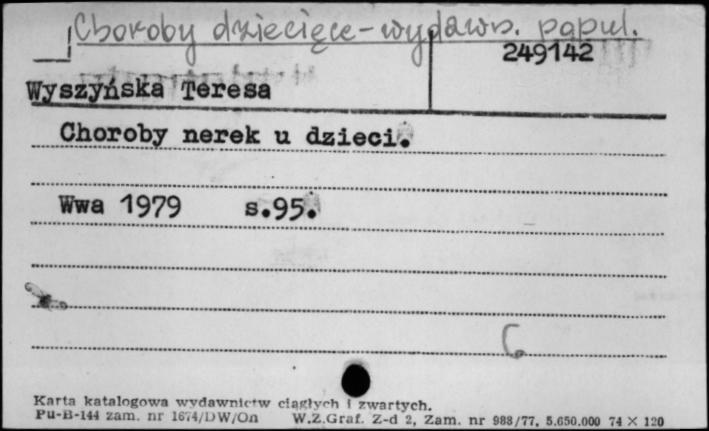 Choroby dziecięce - wydawn. popul.
249142
Wyszyńska Teresa
Choroby nerek u dzieci.
Wwa 1979 s.95.
G
Karta katalogowa wydawnictw ciągłych i zwartych.
Pu-B-144 zam. nr 1674/DW/On W.Z.Graf. Z-d 2, Zam. nr 988/77, 5.650.000 74 X 120